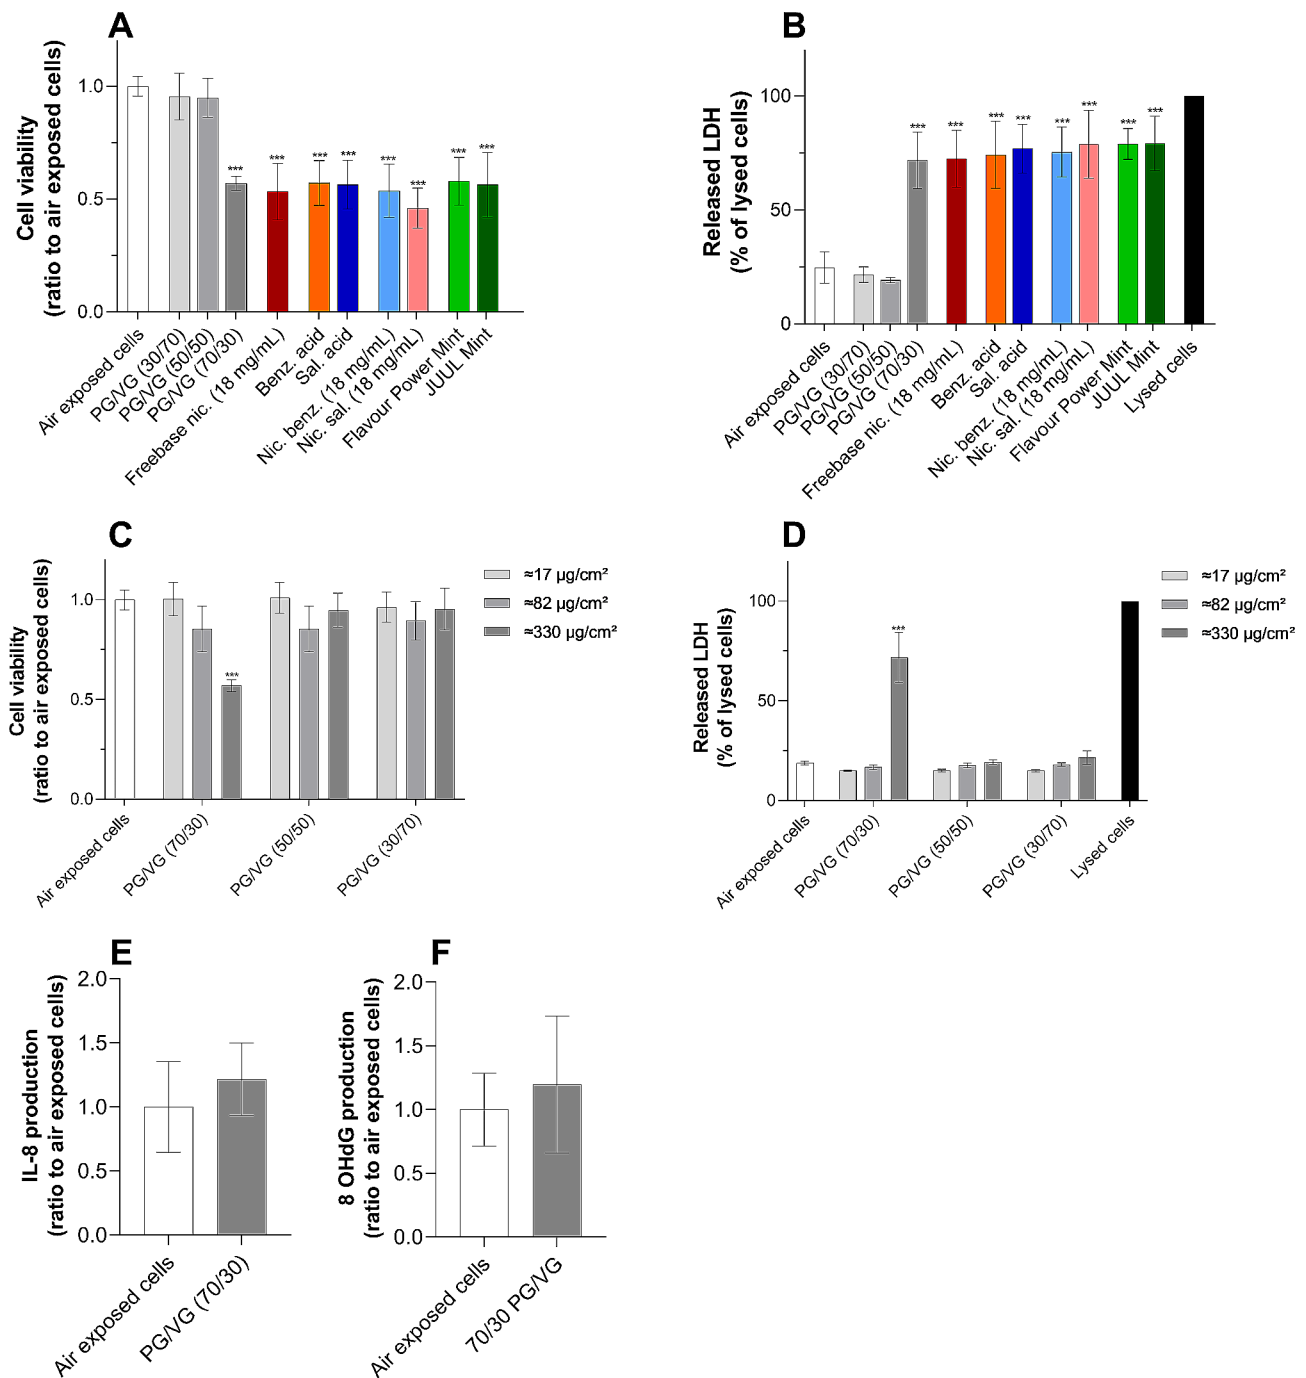 A
Cell viability
(ratio to air exposed cells)
1.0
0.5
0.0
***
***
***
***
***
***
***
***
Air exposed cells
PG/VG (30/70)
PG/VG (50/50)
PG/VG (70/30)
Freebase nic. (18 mg/mL)
Benz. acid
Sal. acid
Nic. benz. (18 mg/mL)
Nic. sal. (18 mg/mL)
Flavour Power Mint
JUUL Mint
B
Released LDH
(% of lysed cells)
100
50
0
***
***
***
***
***
***
***
***
Air exposed cells
PG/VG (30/70)
PG/VG (50/50)
PG/VG (70/30)
Freebase nic. (18 mg/mL)
Benz. acid
Sal. acid
Nic. benz. (18 mg/mL)
Nic. sal. (18 mg/mL)
Flavour Power Mint
JUUL Mint
Lysed cells
C
Cell viability
(ratio to air exposed cells)
1.0
0.5
0.0
***
≈17 µg/cm²
≈82 µg/cm²
≈330 µg/cm²
Air exposed cells
PG/VG (70/30)
PG/VG (50/50)
PG/VG (30/70)
D
Released LDH
(% of lysed cells)
100
50
0
***
≈17 µg/cm²
≈82 µg/cm²
≈330 µg/cm²
Air exposed cells
PG/VG (70/30)
PG/VG (50/50)
PG/VG (30/70)
Lysed cells
E
IL-8 production
(ratio to air exposed cells)
2.0
1.5
1.0
0.5
0.0
Air exposed cells
PG/VG (70/30)
F
8 OHdG production
(ratio to air exposed cells)
2.0
1.5
1.0
0.5
0.0
Air exposed cells
70/30 PG/VG